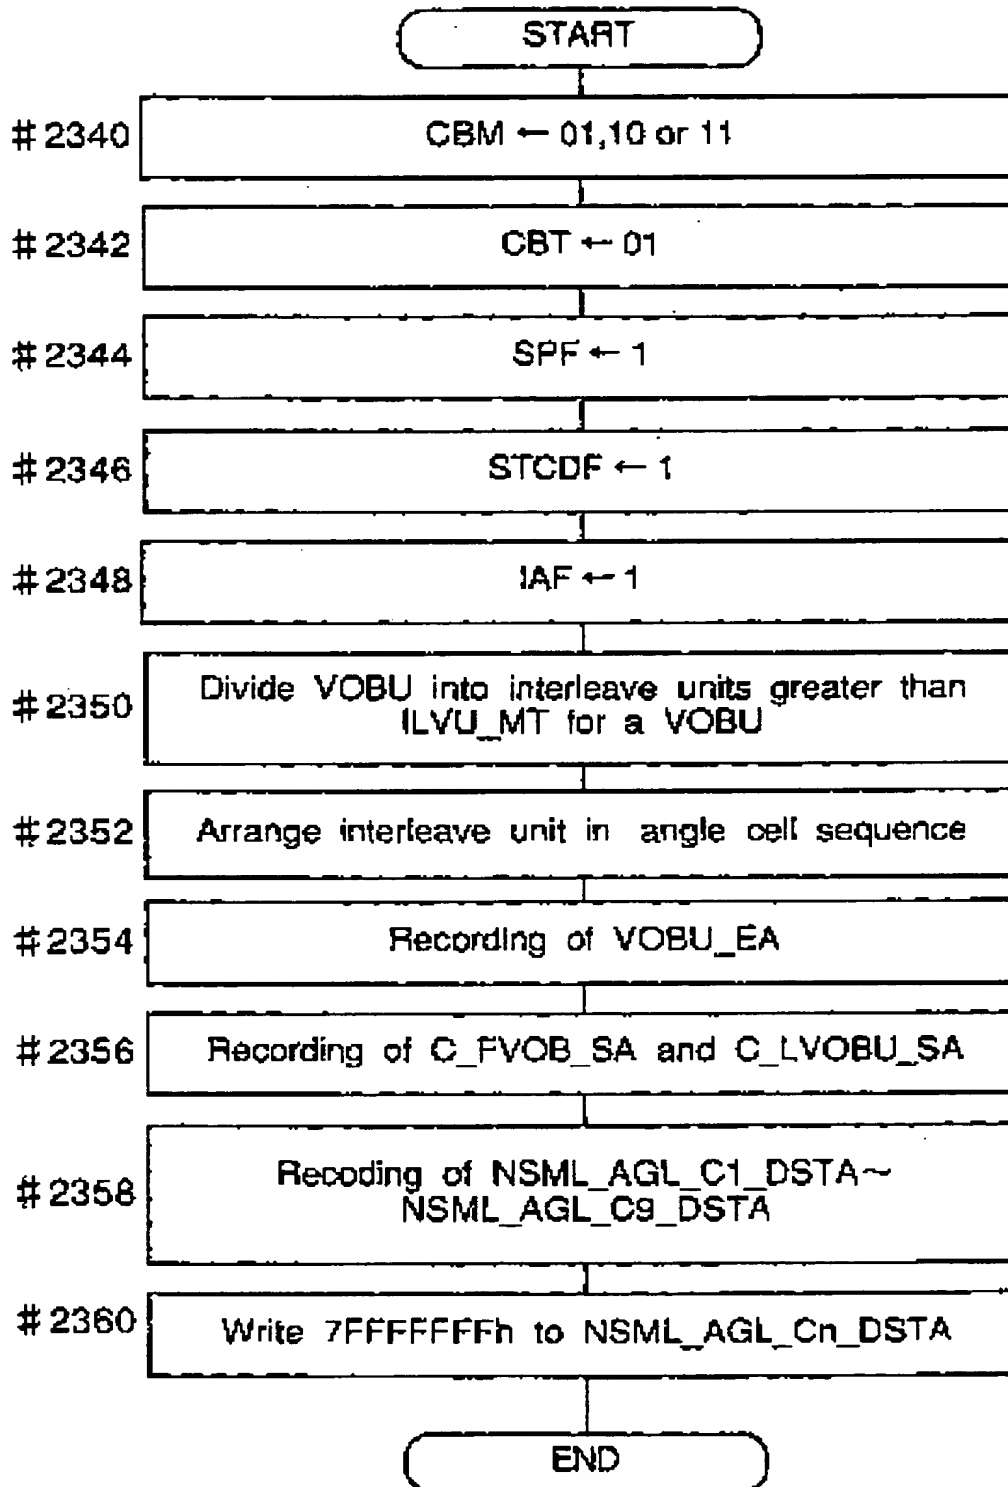 START
#2340 CBM ← 01,10 or 11
#2342 CBT ← 01
#2344 SPF ← 1
#2346 STCDF ← 1
#2348 IAF ← 1
#2350 Divide VOBU into interleave units greater than
ILVU_MT for a VOBU
#2352 Arrange interleave unit in angle cell sequence
#2354 Recording of VOBU_EA
#2356 Recording of C_FVOB_SA and C_LVOBU_SA
#2358 Recoding of NSML_AGL_C1_DSTA~
NSML_AGL_C9_DSTA
#2360 Write 7FFFFFFFh to NSML_AGL_Cn_DSTA
END